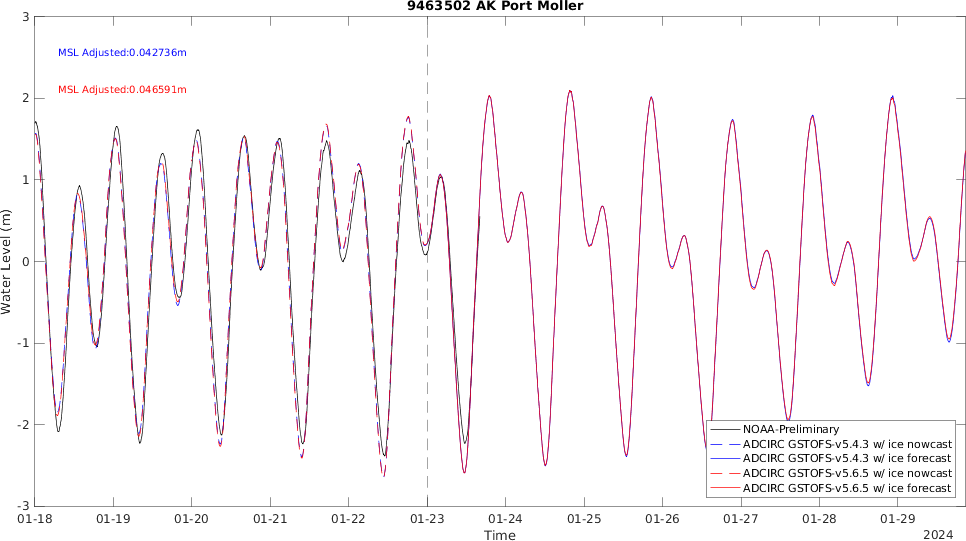 9463502 AK Port Moller
MSL Adjusted:0.042736m
MSL Adjusted:0.046591m
Water Level (m)
3
2
1
0
-1
-2
-3
NOAA-Preliminary
ADCIRC GSTOFS-v5.4.3 w/ ice nowcast
ADCIRC GSTOFS-v5.4.3 w/ ice forecast
ADCIRC GSTOFS-v5.6.5 w/ ice nowcast
ADCIRC GSTOFS-v5.6.5 w/ ice forecast
01-18 01-19 01-20 01-21 01-22 01-23 01-24 01-25 01-26 01-27 01-28 01-29
Time
2024